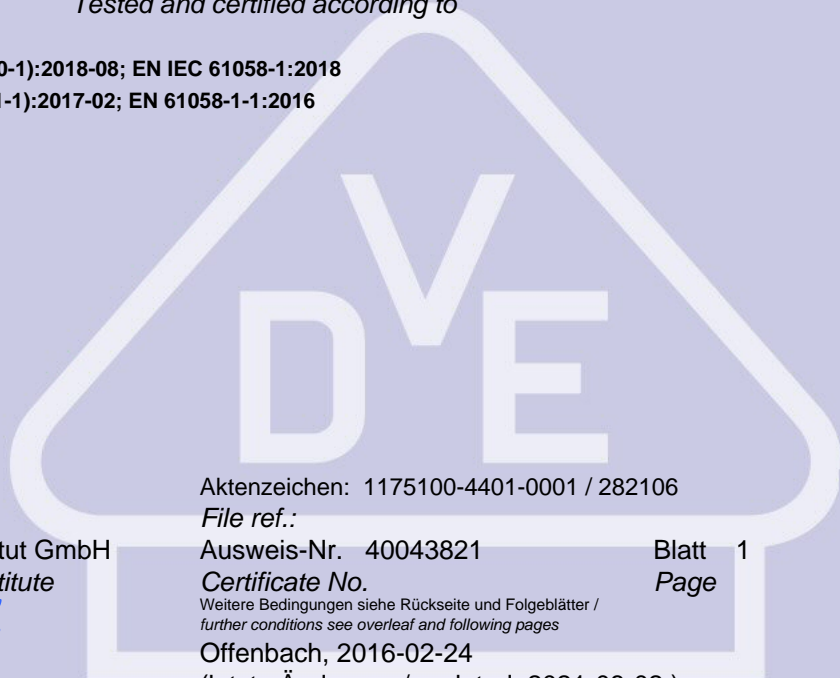 Tested and certified according to
0-1):2018-08; EN IEC 61058-1:2018
1-1):2017-02; EN 61058-1-1:2016
VDE
Aktenzeichen: 1175100-4401-0001 / 282106
File ref.:
tut GmbH Ausweis-Nr. 40043821 Blatt 1
titute Certificate No. Page
Weitere Bedingungen siehe Rückseite und Folgeblätter /
further conditions see overleaf and following pages
Offenbach, 2016-02-24